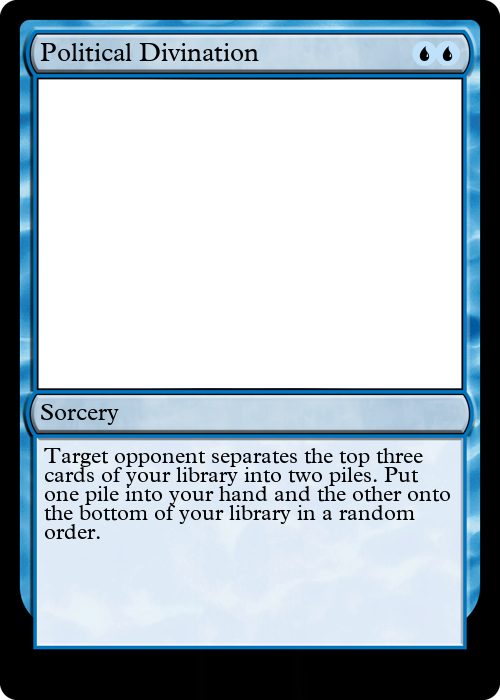 Political Divination
Sorcery
Target opponent separates the top three
cards of your library into two piles. Put
one pile into your hand and the other onto
the bottom of your library in a random
order.